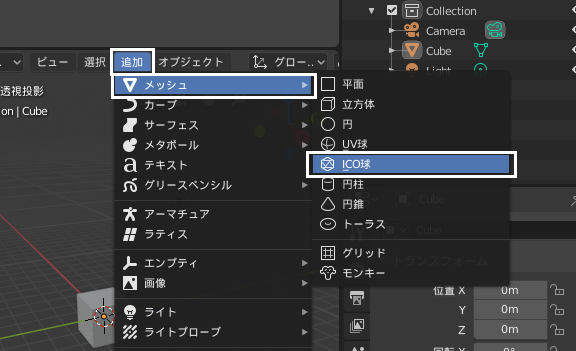 Collection
Camera
Cube
Light
ビュー 選択 追加 オブジェクト グロー..
透視投影
on | Cube
メッシュ
カーブ
サーフェス
メタボール
テキスト
グリースペンシル
アーマチュア
ラティス
エンプティ
画像
ライト
ライトプローブ
平面
立方体
円
UV球
ICO球
円柱
円錐
トーラス
グリッド
モンキー
Cube
Cube
トランスフォーム
位置 X 0m
Y 0m
Z 0m
回転 X 0°